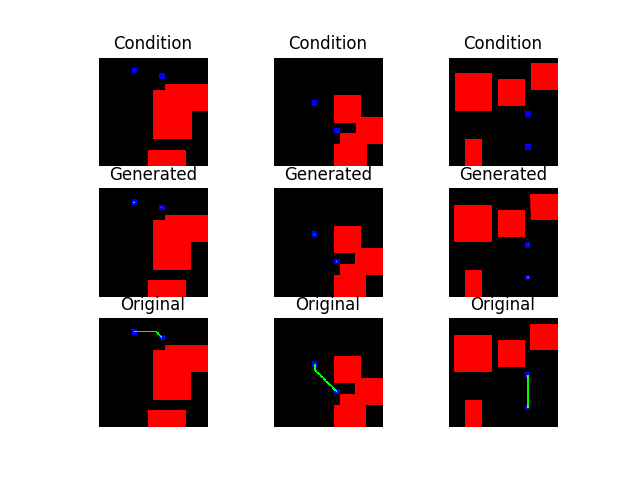 Condition Condition Condition
Generated Generated Generated
Original Original Original